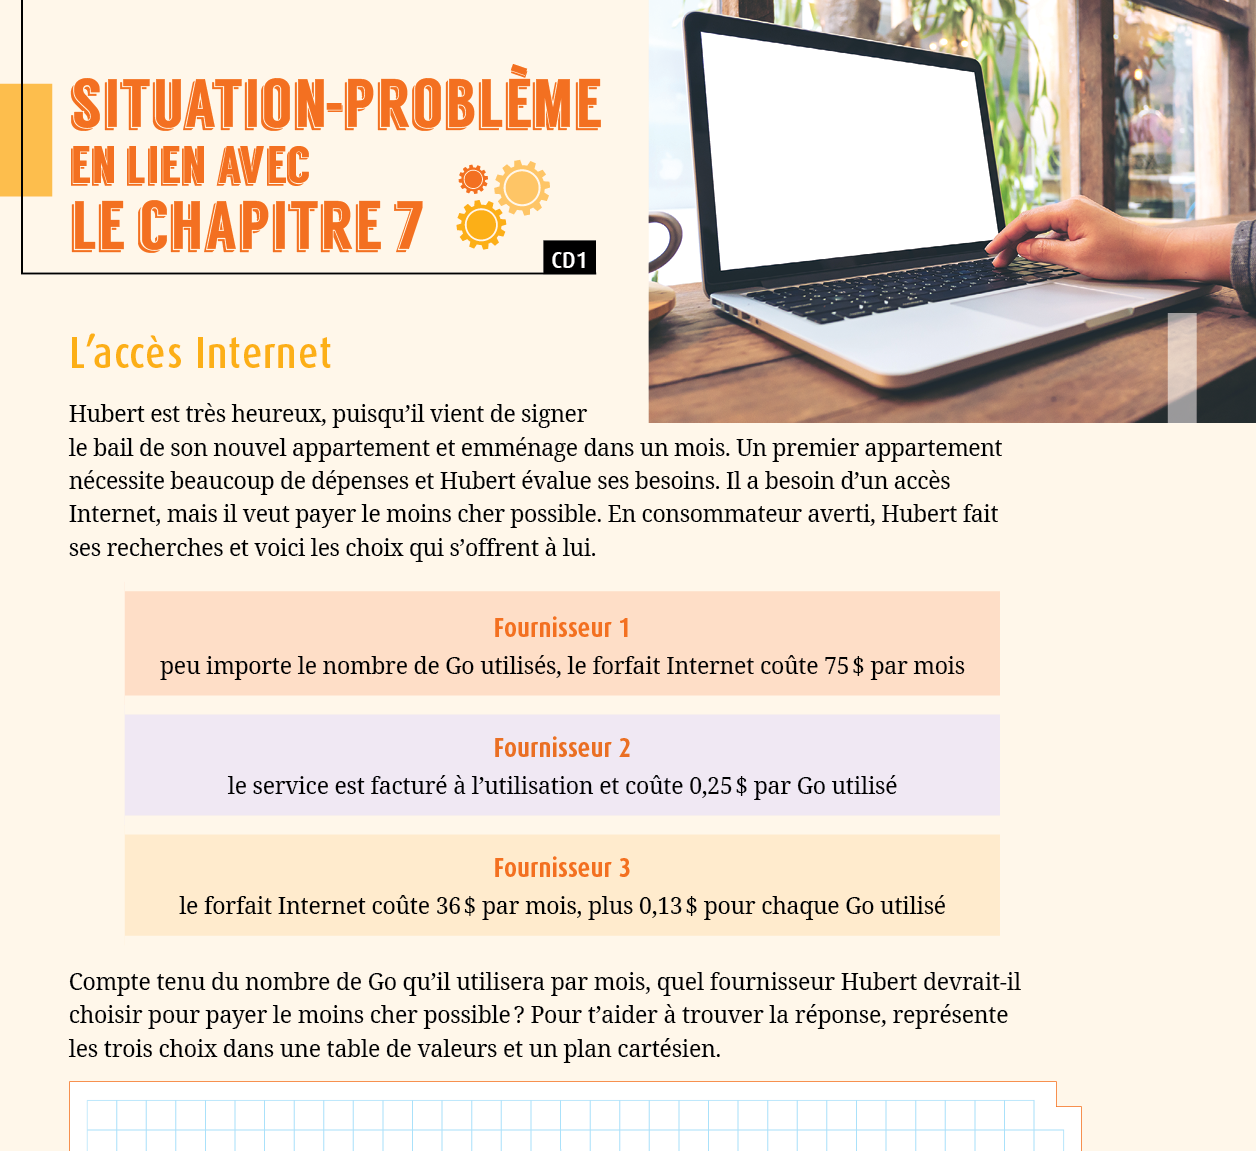 SITUATION-PROBLÈME
EN LIEN AVEC
LE CHAPITRE 7
CD1
L’accès Internet
Hubert est très heureux, puisqu’il vient de signer
le bail de son nouvel appartement et emménage dans un mois. Un premier appartement
nécessite beaucoup de dépenses et Hubert évalue ses besoins. Il a besoin d’un accès
Internet, mais il veut payer le moins cher possible. En consommateur averti, Hubert fait
ses recherches et voici les choix qui s’offrent à lui.
Fournisseur 1
peu importe le nombre de Go utilisés, le forfait Internet coûte 75 $ par mois
Fournisseur 2
le service est facturé à l’utilisation et coûte 0,25 $ par Go utilisé
Fournisseur 3
le forfait Internet coûte 36 $ par mois, plus 0,13 $ pour chaque Go utilisé
Compte tenu du nombre de Go qu’il utilisera par mois, quel fournisseur Hubert devrait-il
choisir pour payer le moins cher possible ? Pour t’aider à trouver la réponse, représente
les trois choix dans une table de valeurs et un plan cartésien.